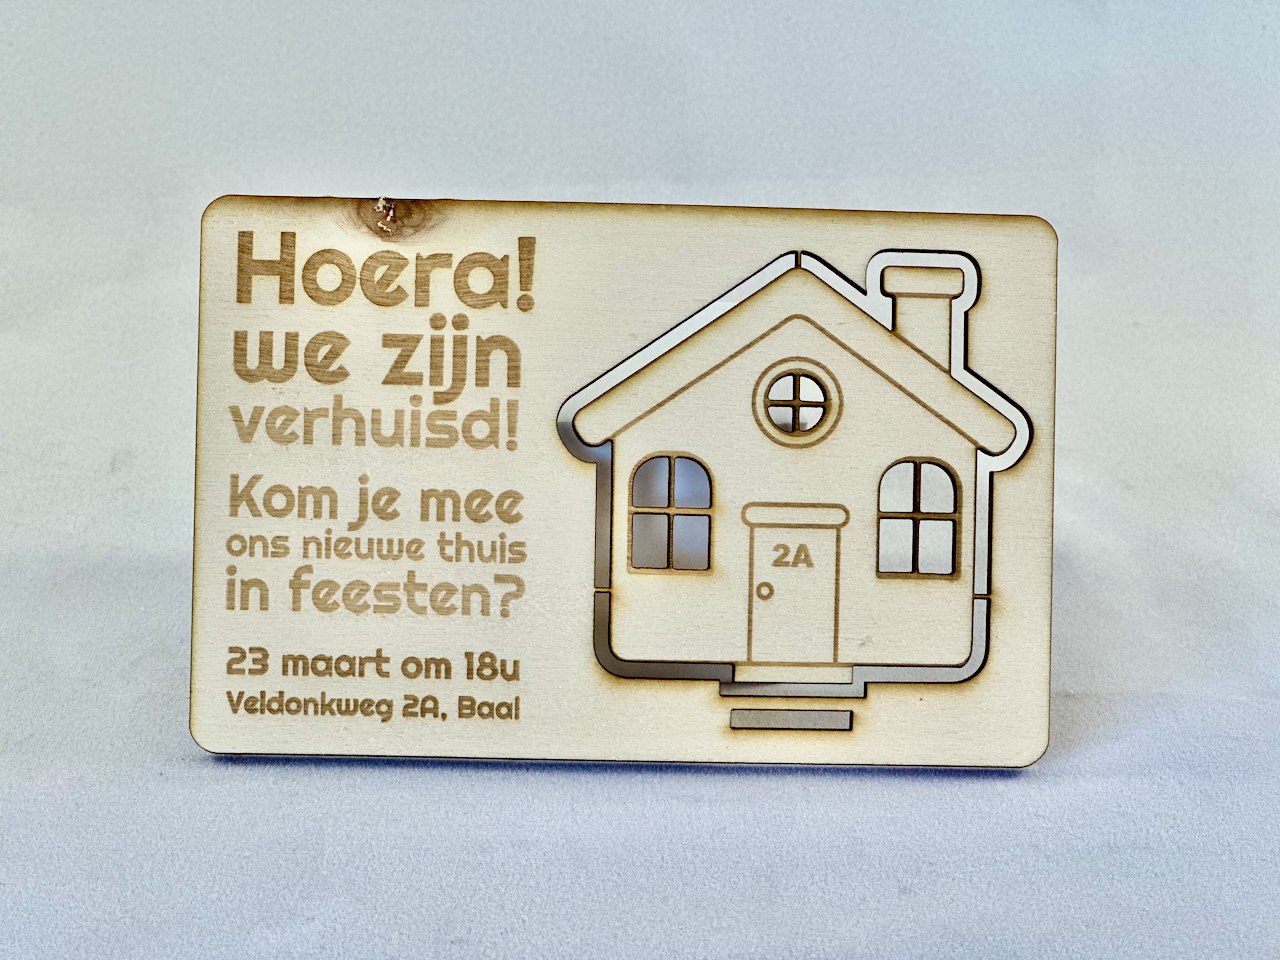 Hoera!
we zijn
verhuisd!
Kom je mee
ons nieuwe thuis
in feesten?
23 maart om 18u
Veldonkweg 2A, Baal
2A